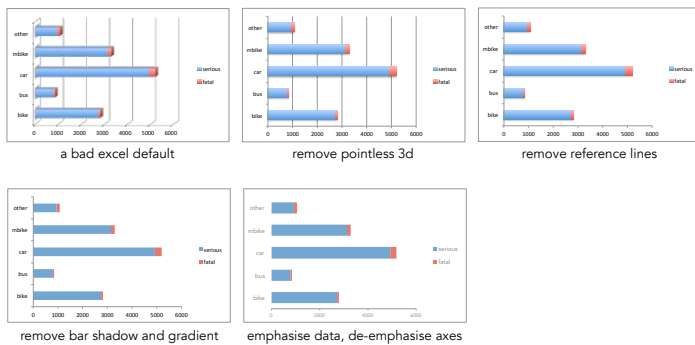 other
mbike
car
bus
bike
serious
fatal
0 1000 2000 3000 4000 5000 6000
a bad excel default
other
mbike
car
bus
bike
serious
fatal
0 1000 2000 3000 4000 5000 6000
remove pointless 3d
other
mbike
car
bus
bike
serious
fatal
0 1000 2000 3000 4000 5000 6000
remove reference lines
other
mbike
car
bus
bike
serious
fatal
0 1000 2000 3000 4000 5000 6000
remove bar shadow and gradient
other
mbike
car
bus
bike
serious
fatal
0 2000 4000 6000
emphasise data, de-emphasise axes